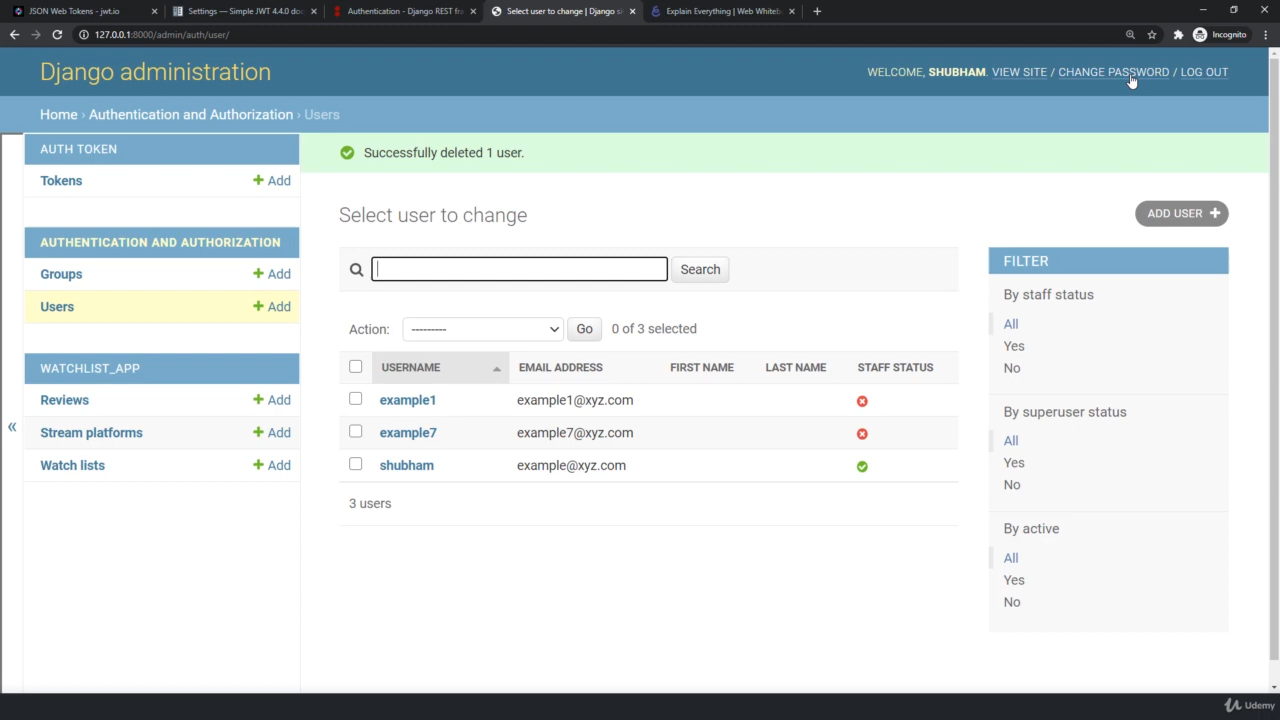 JSON Web Tokens - jwt.io
Settings — Simple JWT 4.4.0 doc
Authentication - Django REST fra
Select user to change | Django si
Explain Everything | Web Whiteb
127.0.0.1:8000/admin/auth/user/
Incognito
Django administration
WELCOME, SHUBHAM. VIEW SITE / CHANGE PASSWORD / LOG OUT
Home › Authentication and Authorization › Users
AUTH TOKEN
Tokens + Add
AUTHENTICATION AND AUTHORIZATION
Groups + Add
Users + Add
WATCHLIST_APP
Reviews + Add
Stream platforms + Add
Watch lists + Add
«
Successfully deleted 1 user.
Select user to change
ADD USER +
Search
Action: --------- Go 0 of 3 selected
USERNAME EMAIL ADDRESS FIRST NAME LAST NAME STAFF STATUS
example1 example1@xyz.com
example7 example7@xyz.com
shubham example@xyz.com
3 users
FILTER
By staff status
All
Yes
No
By superuser status
All
Yes
No
By active
All
Yes
No
Udemy